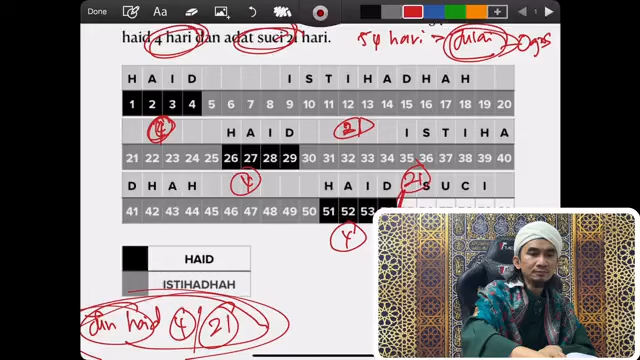 Done
1
haid 4 hari dan adat suci 21 hari.
54 hari =
H A I D I S T I H A D H A H
1 2 3 4 5 6 7 8 9 10 11 12 13 14 15 16 17 18 19 20
4 H A I D 21 I S T I H A
21 22 23 24 25 26 27 28 29 30 31 32 33 34 35 36 37 38 39 40
4 21
D H A H H A I D S U C I
41 42 43 44 45 46 47 48 49 50 51 52 53
4
HAID
ISTIHADHAH
haid 4 / 21